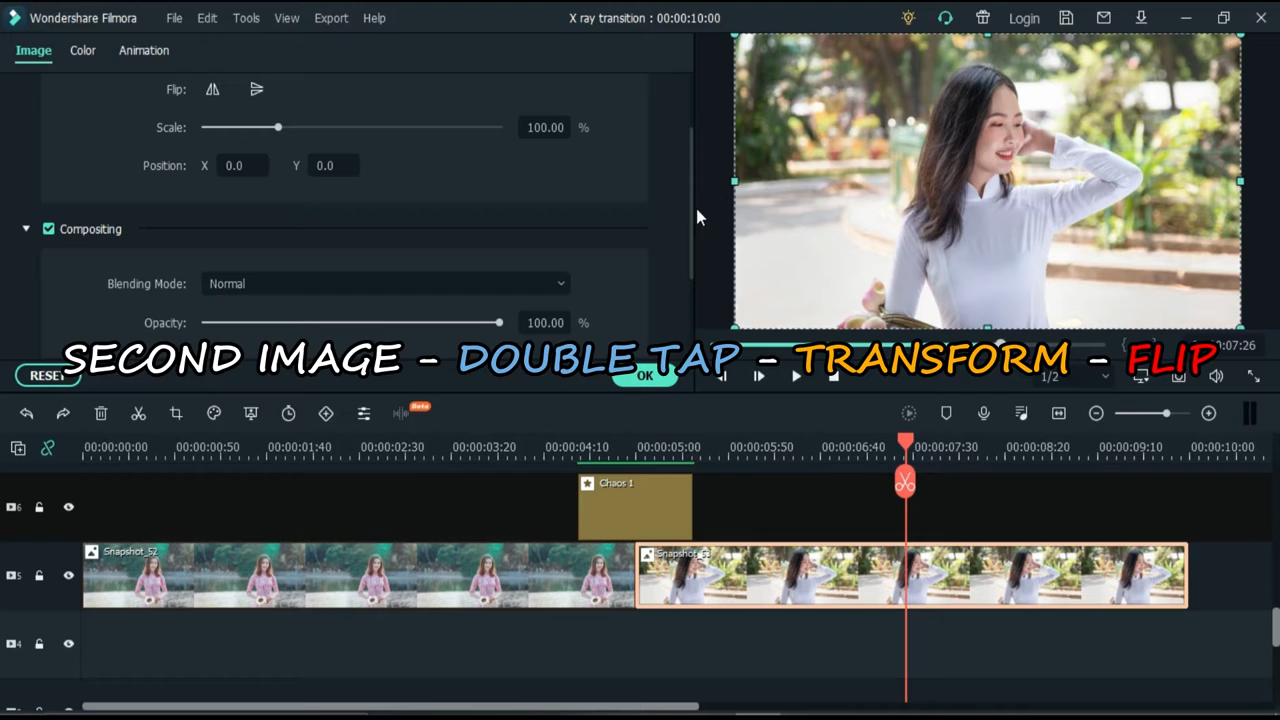 Wondershare Filmora File Edit Tools View Export Help X ray transition : 00:00:10:00 Login
Image Color Animation
Flip:
Scale: 100.00 %
Position: X 0.0 Y 0.0
Compositing
Blending Mode: Normal
Opacity: 100.00 %
SECOND IMAGE - DOUBLE TAP - TRANSFORM - FLIP
RESET OK 1/2
Beta
00:00:00:00 00:00:00:50 00:00:01:40 00:00:02:30 00:00:03:20 00:00:04:10 00:00:05:00 00:00:05:50 00:00:06:40 00:00:07:30 00:00:08:20 00:00:09:10 00:00:10:00
6 Chaos 1
5 Snapshot_52 Snapshot_53
4